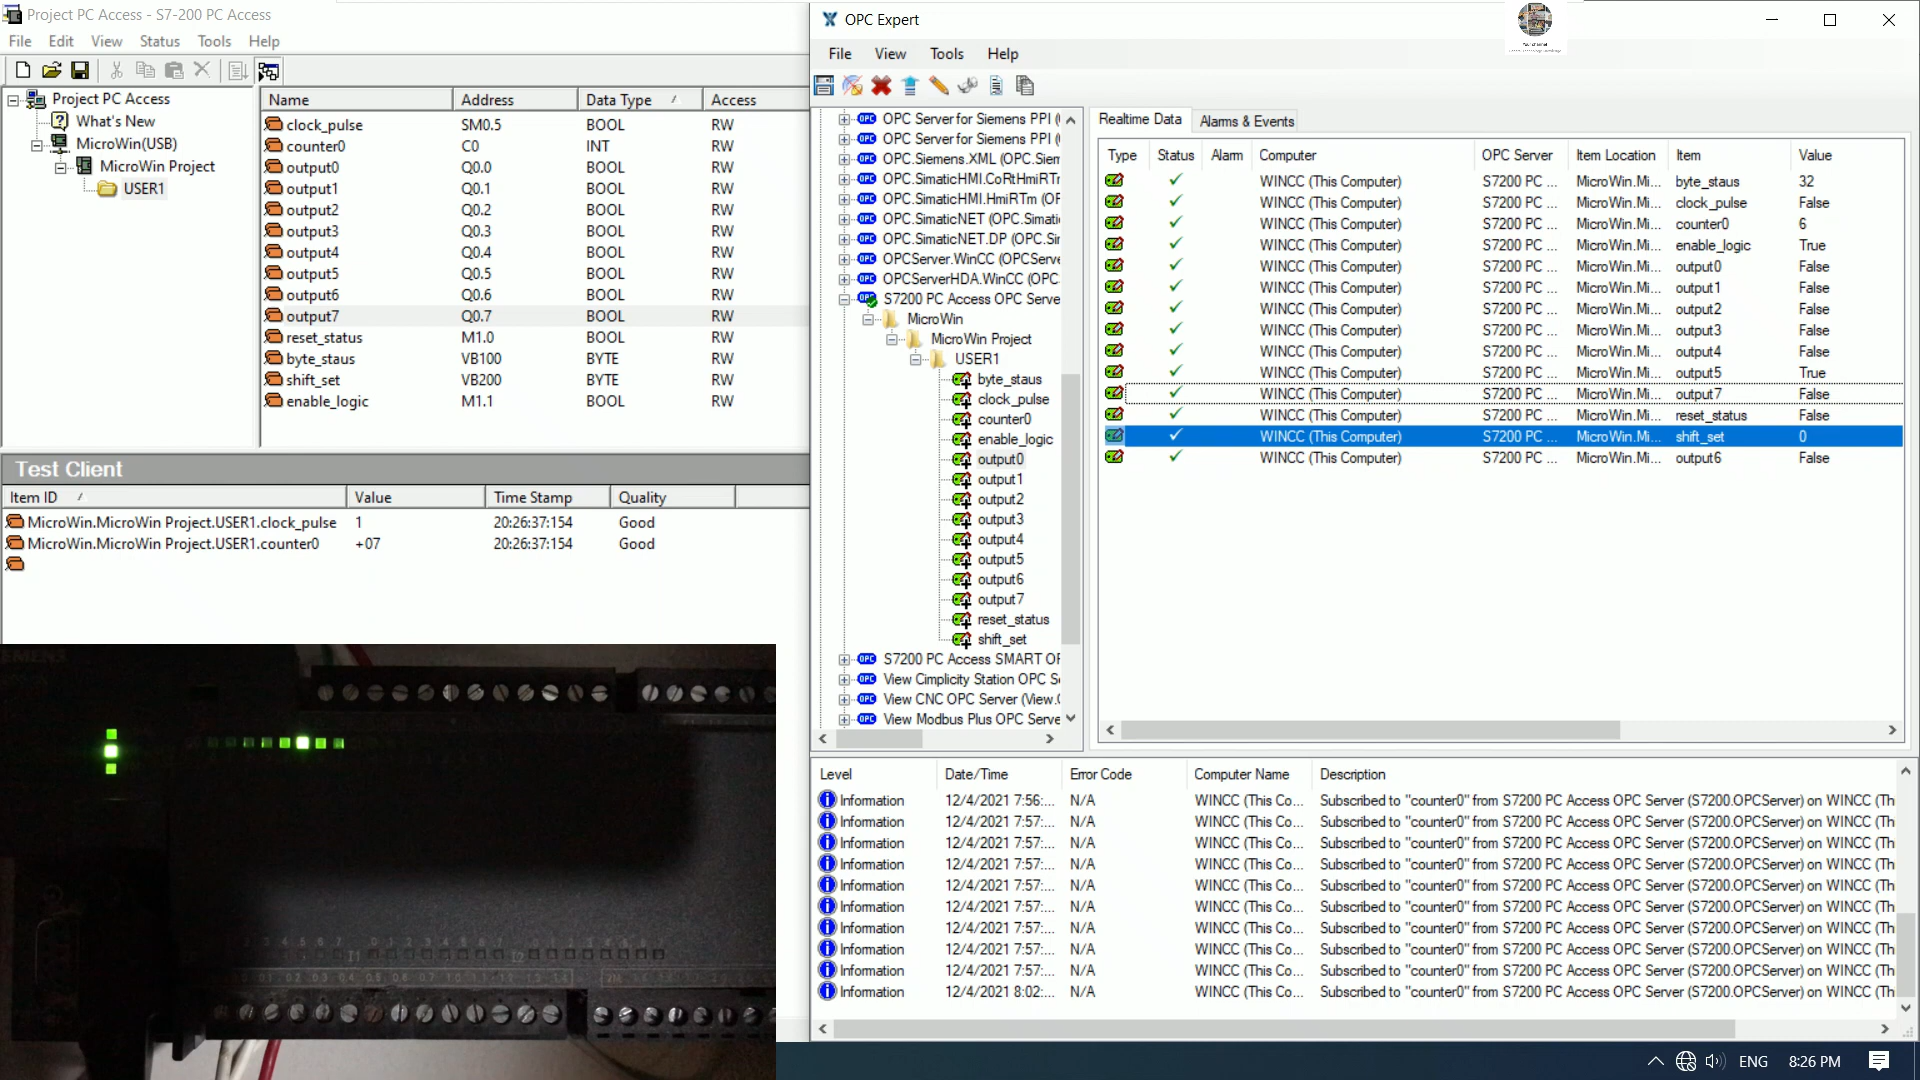 Project PC Access - S7-200 PC Access
File Edit View Status Tools Help
Project PC Access
What's New
MicroWin(USB)
MicroWin Project
USER1
Name Address Data Type Access
clock_pulse SM0.5 BOOL RW
counter0 C0 INT RW
output0 Q0.0 BOOL RW
output1 Q0.1 BOOL RW
output2 Q0.2 BOOL RW
output3 Q0.3 BOOL RW
output4 Q0.4 BOOL RW
output5 Q0.5 BOOL RW
output6 Q0.6 BOOL RW
output7 Q0.7 BOOL RW
reset_status M1.0 BOOL RW
byte_staus VB100 BYTE RW
shift_set VB200 BYTE RW
enable_logic M1.1 BOOL RW
Test Client
Item ID Value Time Stamp Quality
MicroWin.MicroWin Project.USER1.clock_pulse 1 20:26:37:154 Good
MicroWin.MicroWin Project.USER1.counter0 +07 20:26:37:154 Good
OPC Expert
File View Tools Help
OPC Server for Siemens PPI (
OPC Server for Siemens PPI (
OPC.Siemens.XML (OPC.Siem
OPC.SimaticHMI.CoRtHmiRTr
OPC.SimaticHMI.HmiRTm (OP
OPC.SimaticNET (OPC.Simatic
OPC.SimaticNET.DP (OPC.Sir
OPCServer.WinCC (OPCServe
OPCServerHDA.WinCC (OPC.
S7200 PC Access OPC Serve
MicroWin
MicroWin Project
USER1
byte_staus
clock_pulse
counter0
enable_logic
output0
output1
output2
output3
output4
output5
output6
output7
reset_status
shift_set
S7200 PC Access SMART OF
View Cimplicity Station OPC S
View CNC OPC Server (View.
View Modbus Plus OPC Serve
Realtime Data Alarms & Events
Type Status Alarm Computer OPC Server Item Location Item Value
WINCC (This Computer) S7200 PC ... MicroWin.Mi... byte_staus 32
WINCC (This Computer) S7200 PC ... MicroWin.Mi... clock_pulse False
WINCC (This Computer) S7200 PC ... MicroWin.Mi... counter0 6
WINCC (This Computer) S7200 PC ... MicroWin.Mi... enable_logic True
WINCC (This Computer) S7200 PC ... MicroWin.Mi... output0 False
WINCC (This Computer) S7200 PC ... MicroWin.Mi... output1 False
WINCC (This Computer) S7200 PC ... MicroWin.Mi... output2 False
WINCC (This Computer) S7200 PC ... MicroWin.Mi... output3 False
WINCC (This Computer) S7200 PC ... MicroWin.Mi... output4 False
WINCC (This Computer) S7200 PC ... MicroWin.Mi... output5 True
WINCC (This Computer) S7200 PC ... MicroWin.Mi... output7 False
WINCC (This Computer) S7200 PC ... MicroWin.Mi... reset_status False
WINCC (This Computer) S7200 PC ... MicroWin.Mi... shift_set 0
WINCC (This Computer) S7200 PC ... MicroWin.Mi... output6 False
Level Date/Time Error Code Computer Name Description
Information 12/4/2021 7:56:... N/A WINCC (This Co... Subscribed to "counter0" from S7200 PC Access OPC Server (S7200.OPCServer) on WINCC (Th
Information 12/4/2021 7:57:... N/A WINCC (This Co... Subscribed to "counter0" from S7200 PC Access OPC Server (S7200.OPCServer) on WINCC (Th
Information 12/4/2021 7:57:... N/A WINCC (This Co... Subscribed to "counter0" from S7200 PC Access OPC Server (S7200.OPCServer) on WINCC (Th
Information 12/4/2021 7:57:... N/A WINCC (This Co... Subscribed to "counter0" from S7200 PC Access OPC Server (S7200.OPCServer) on WINCC (Th
Information 12/4/2021 7:57:... N/A WINCC (This Co... Subscribed to "counter0" from S7200 PC Access OPC Server (S7200.OPCServer) on WINCC (Th
Information 12/4/2021 7:57:... N/A WINCC (This Co... Subscribed to "counter0" from S7200 PC Access OPC Server (S7200.OPCServer) on WINCC (Th
Information 12/4/2021 7:57:... N/A WINCC (This Co... Subscribed to "counter0" from S7200 PC Access OPC Server (S7200.OPCServer) on WINCC (Th
Information 12/4/2021 7:57:... N/A WINCC (This Co... Subscribed to "counter0" from S7200 PC Access OPC Server (S7200.OPCServer) on WINCC (Th
Information 12/4/2021 7:57:... N/A WINCC (This Co... Subscribed to "counter0" from S7200 PC Access OPC Server (S7200.OPCServer) on WINCC (Th
Information 12/4/2021 8:02:... N/A WINCC (This Co... Subscribed to "counter0" from S7200 PC Access OPC Server (S7200.OPCServer) on WINCC (Th
ENG 8:26 PM